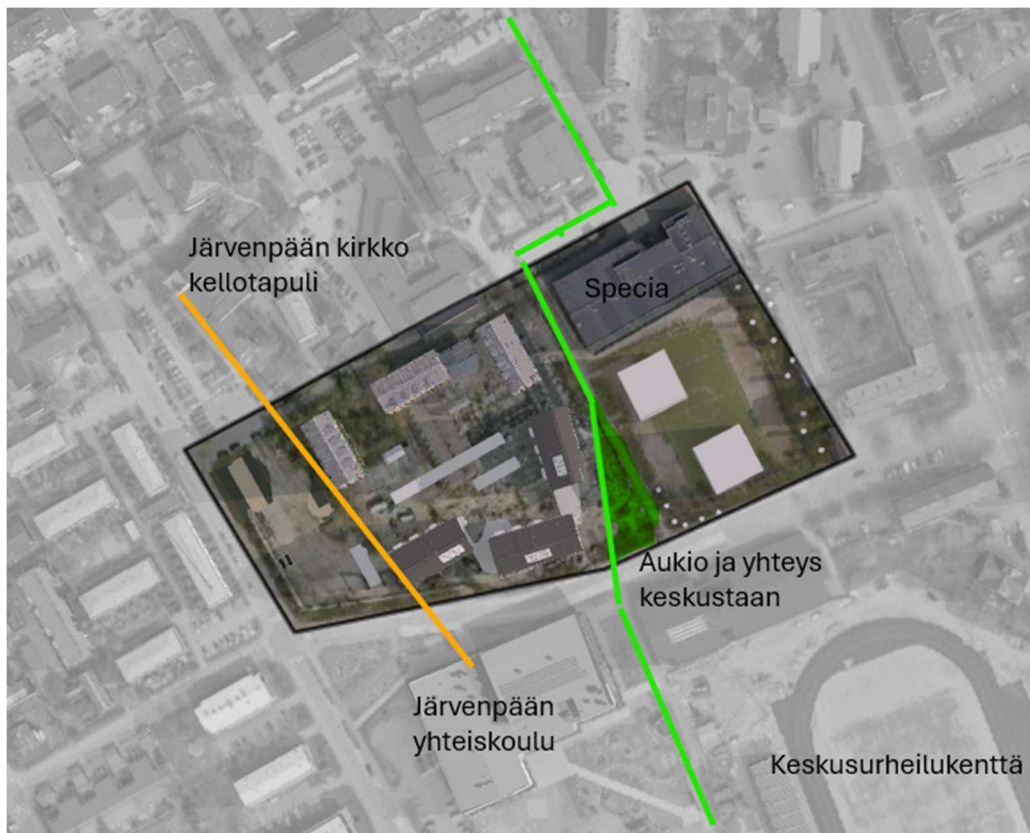 Järvenpään kirkko
kellotapuli
Specia
Aukio ja yhteys
keskustaan
Järvenpään
yhteiskoulu
Keskusurheilukenttä